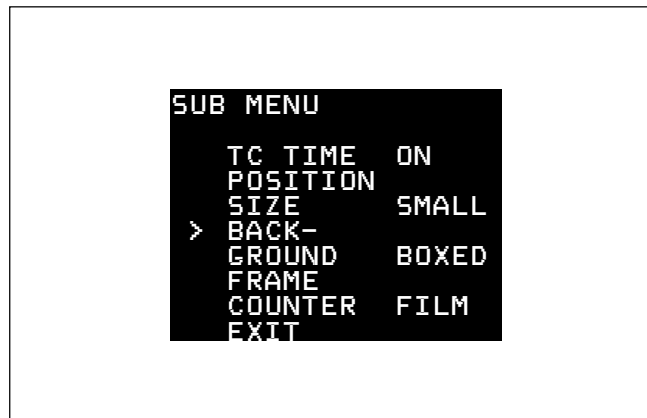 SUB MENU
TC TIME ON
POSITION
SIZE SMALL
> BACK-
GROUND BOXED
FRAME
COUNTER FILM
EXIT